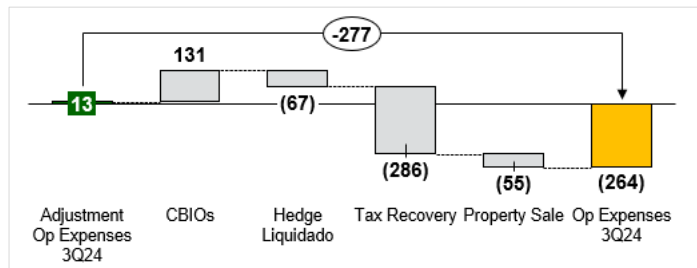 -277
131
13
(67)
(286)
(55)
(264)
Adjustment
Op Expenses
3Q24
CBIOs
Hedge
Liquidado
Tax Recovery
Property Sale
Op Expenses
3Q24